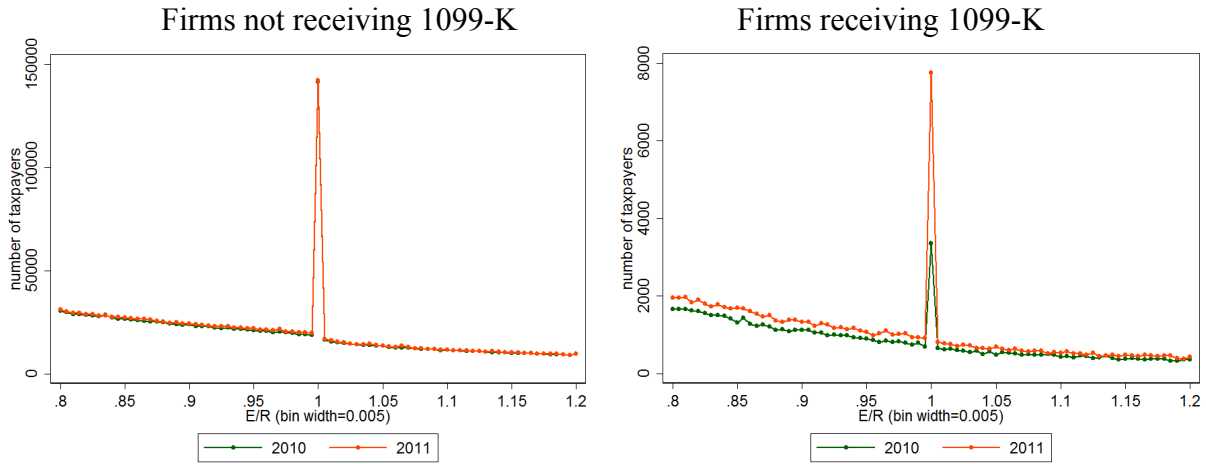 Firms not receiving 1099-K
number of taxpayers
150000
100000
50000
0
.8 .85 .9 .95 1 1.05 1.1 1.15 1.2
E/R (bin width=0.005)
2010 2011
Firms receiving 1099-K
number of taxpayers
8000
6000
4000
2000
0
.8 .85 .9 .95 1 1.05 1.1 1.15 1.2
E/R (bin width=0.005)
2010 2011